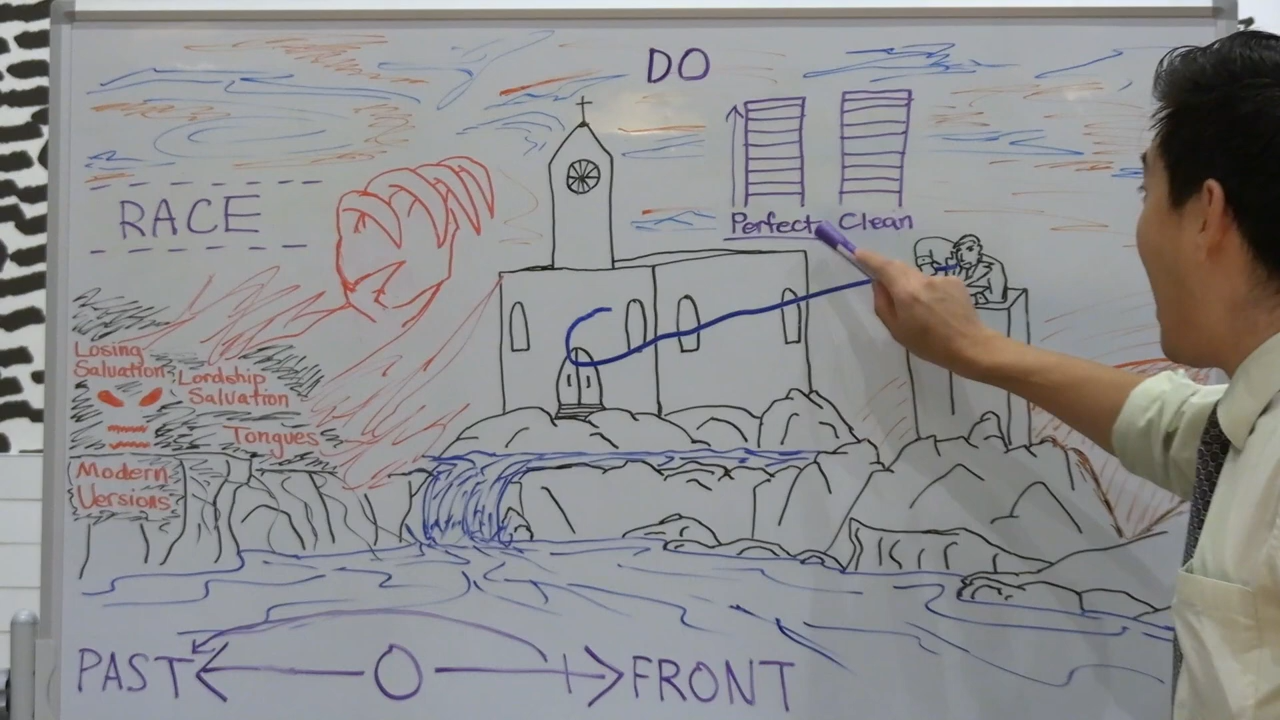 DO
Perfect Clean
RACE
Losing
Salvation
Lordship
Salvation
Tongues
Modern
Versions
PAST
O
FRONT